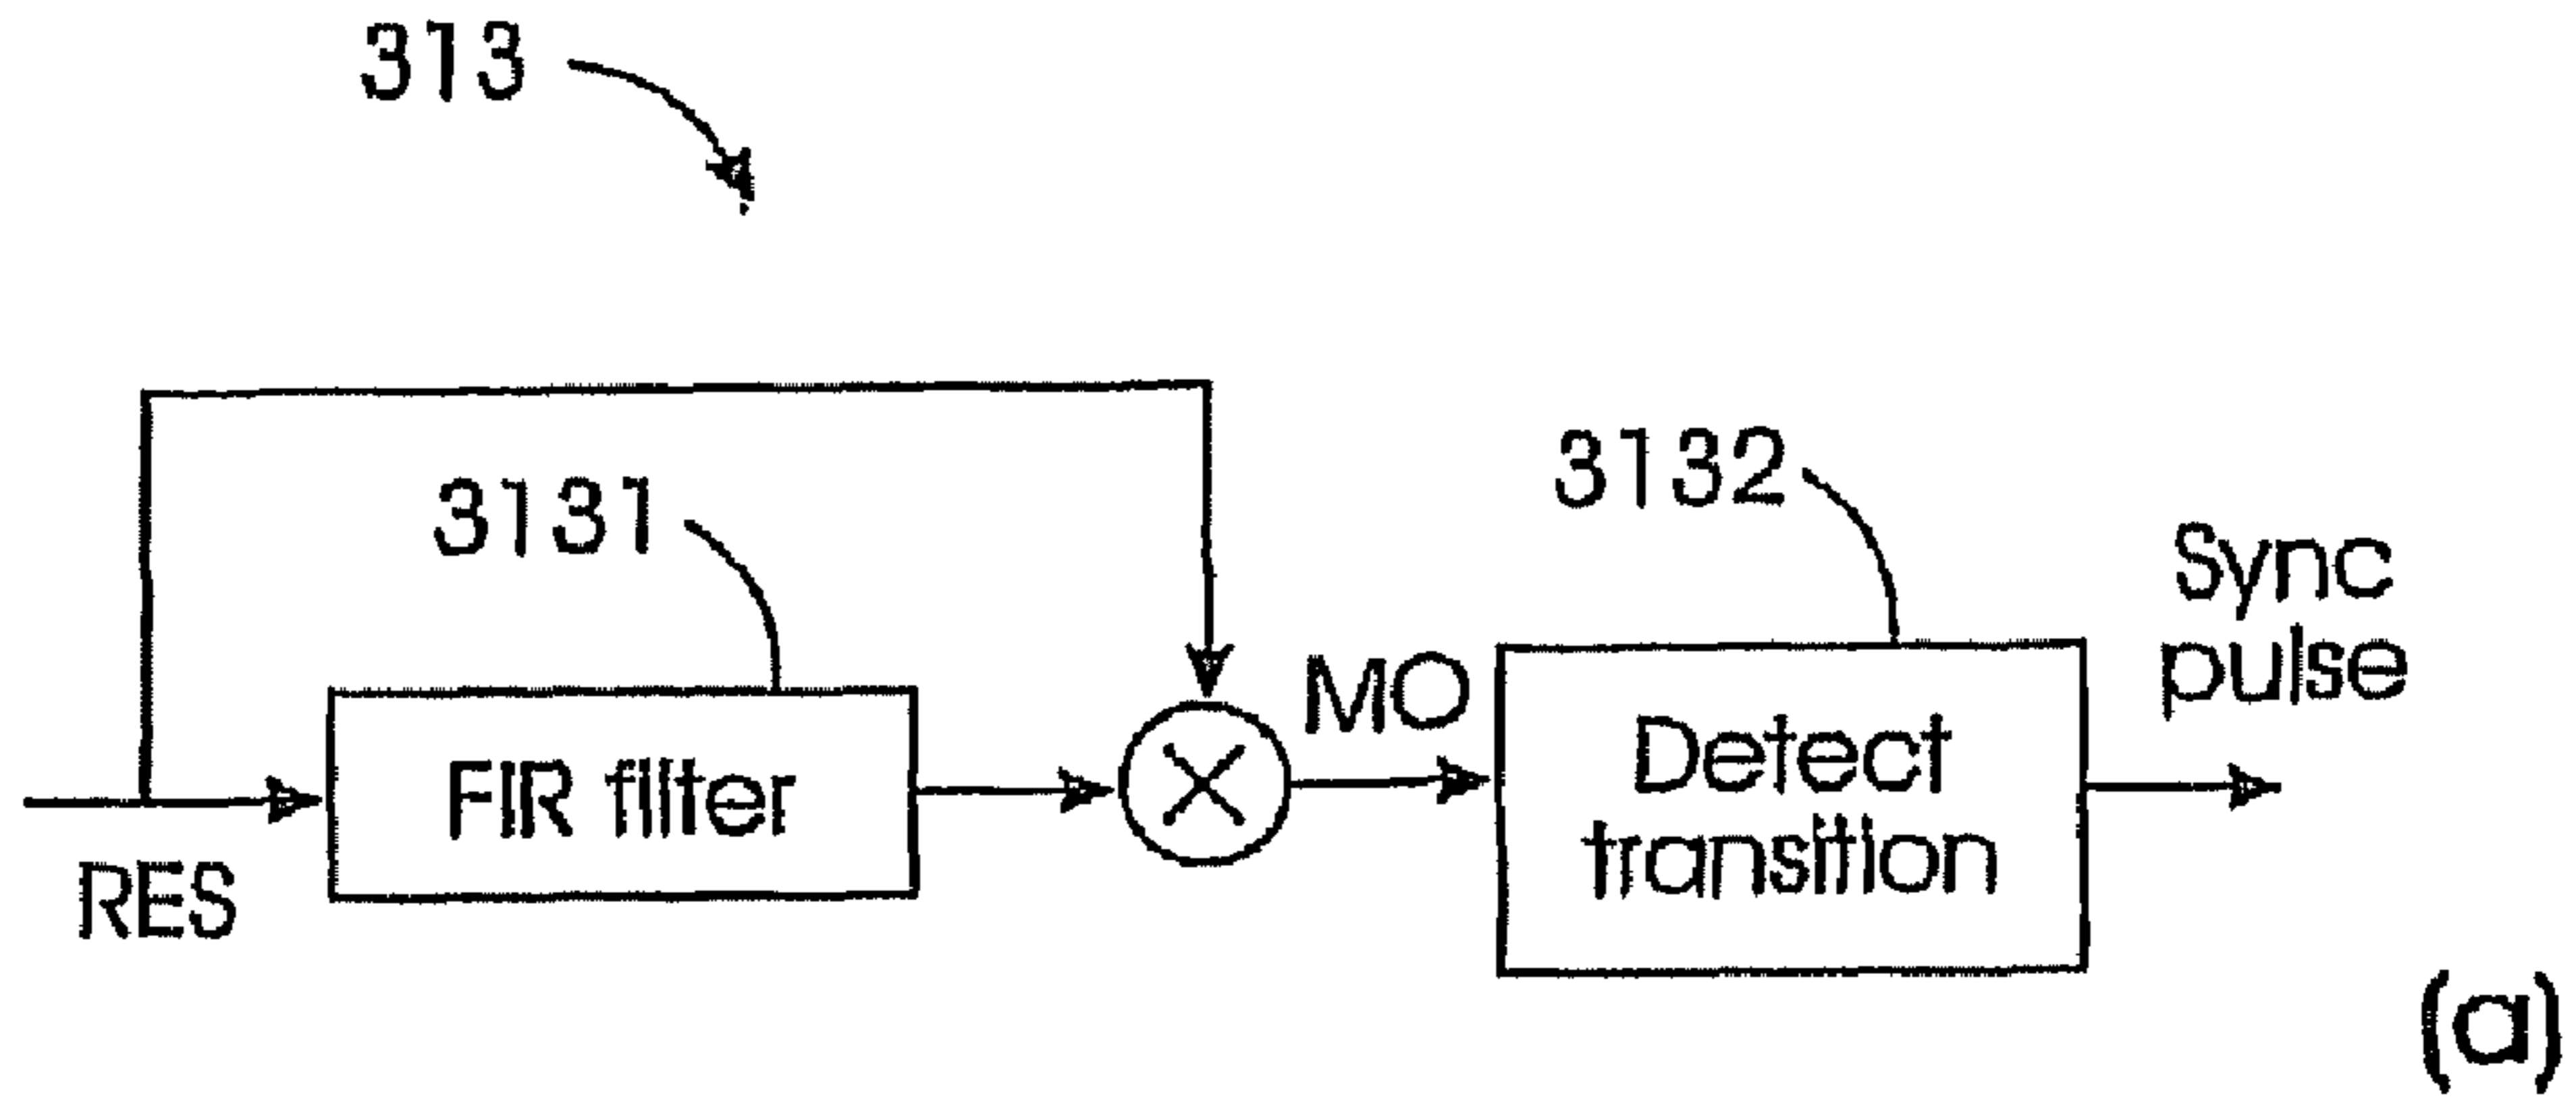 313
3131
3132
Sync
pulse
MO
FIR filter
Detect
transition
RES
(a)